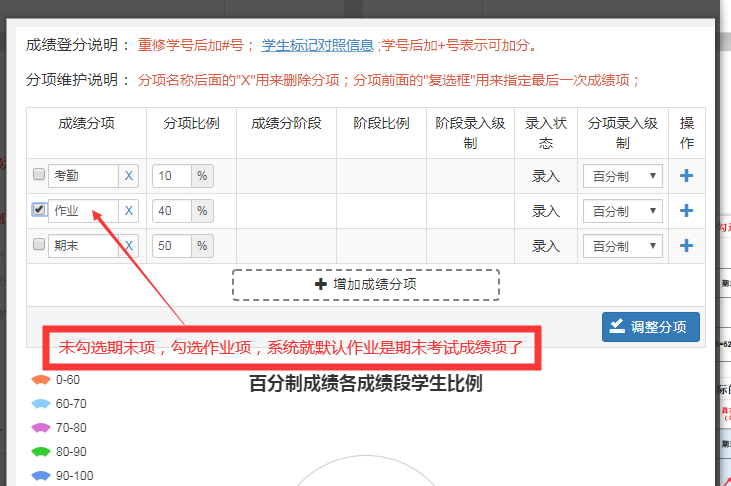 成绩登分说明： 重修学号后加#号； 学生标记对照信息 ;学号后加+号表示可加分。
分项维护说明： 分项名称后面的"X"用来删除分项；分项前面的"复选框"用来指定最后一次成绩项；
成绩分项 分项比例 成绩分阶段 阶段比例 阶段录入级制 录入状态 分项录入级制 操作
考勤 X 10 % 录入 百分制
作业 X 40 % 录入 百分制
期末 X 50 % 录入 百分制
增加成绩分项
调整分项
未勾选期末项，勾选作业项，系统就默认作业是期末考试成绩项了
百分制成绩各成绩段学生比例
0-60
60-70
70-80
80-90
90-100